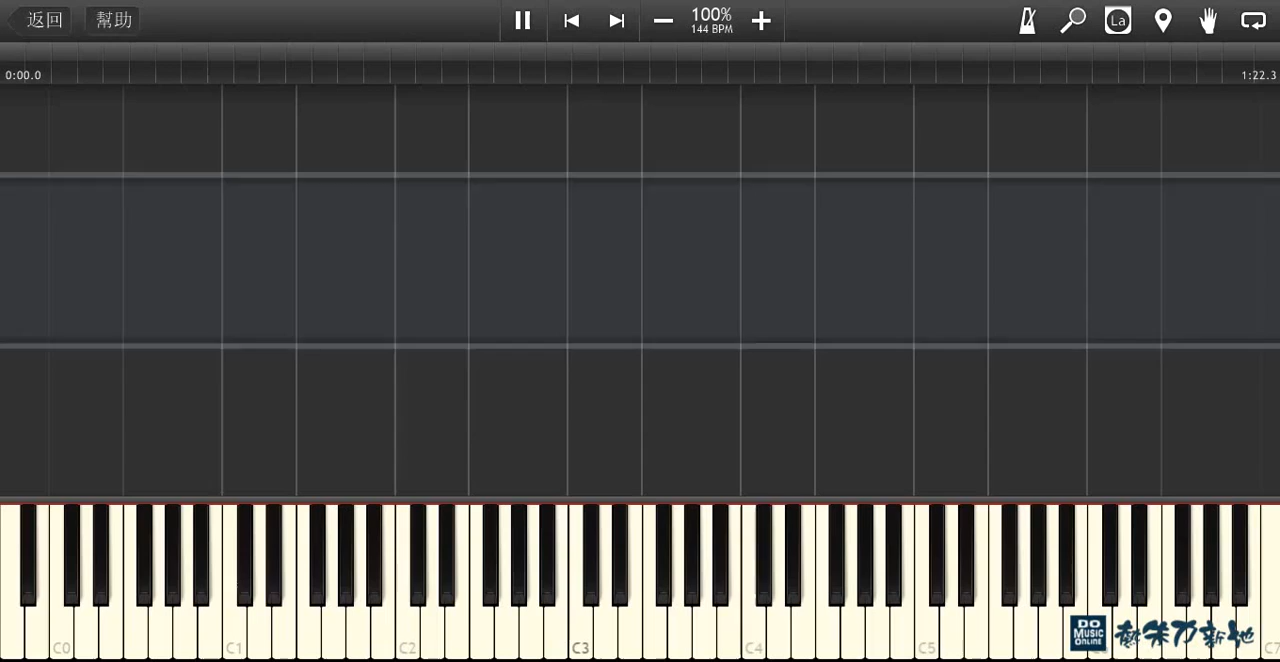 返回
幫助
100%
144 BPM
La
0:00.0
1:22.3
C0
C1
C2
C3
C4
C5
C7
DO
MUSIC
ONLINE